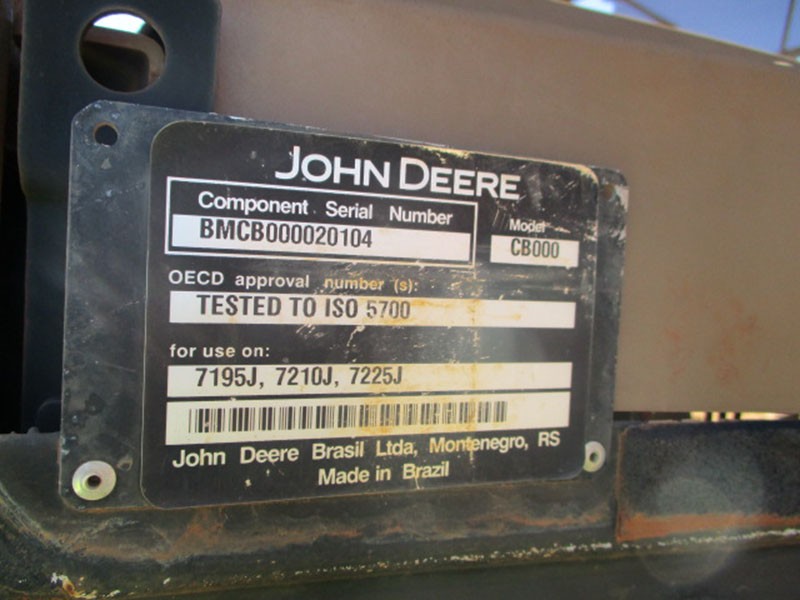 JOHN DEERE
Component Serial Number
BMCB000020104
Model
CB000
OECD approval number (s):
TESTED TO ISO 5700
for use on:
7195J, 7210J, 7225J
John Deere Brasil Ltda, Montenegro, RS
Made in Brazil